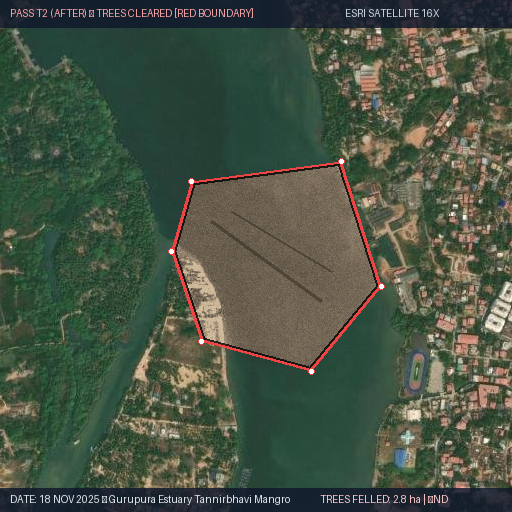 PASS T2 (AFTER) ▯ TREES CLEARED [RED BOUNDARY]
ESRI SATELLITE 16X
DATE: 18 NOV 2025 ▯ Gurupura Estuary Tannirbhavi Mangro
TREES FELLED: 2.8 ha | ▯ND